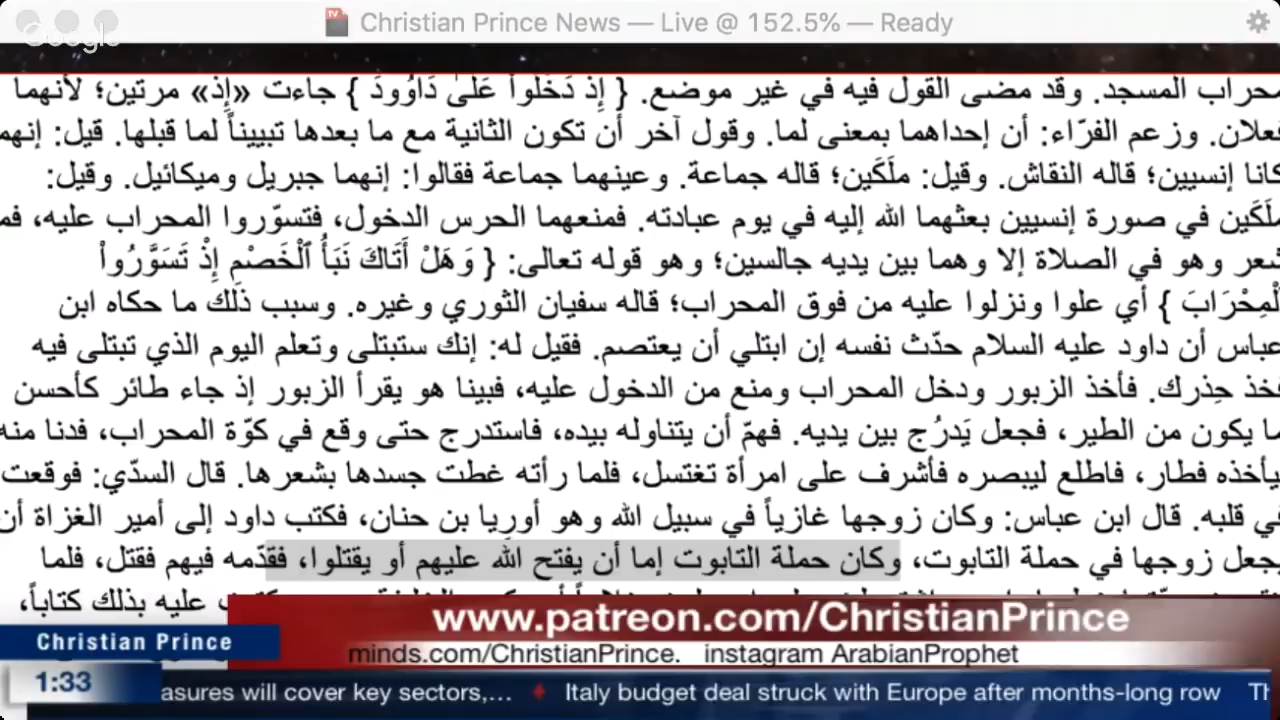 Christian Prince News — Live @ 152.5% — Ready
Google
محراب المسجد. وقد مضى القول فيه في غير موضع. { إِذْ دَخَلُواْ عَلَىٰ دَاوُودَ } جاءت «إذ» مرتين؛ لأنهما
فعلان. وزعم الفرّاء: أن إحداهما بمعنى لما. وقول آخر أن تكون الثانية مع ما بعدها تبييناً لما قبلها. قيل: إنهما
كانا إنسيين؛ قاله النقاش. وقيل: ملَكَين؛ قاله جماعة. وعينهما جماعة فقالوا: إنهما جبريل وميكائيل. وقيل:
ملَكَين في صورة إنسيين بعثهما الله إليه في يوم عبادته. فمنعهما الحرس الدخول، فتسوّروا المحراب عليه، فما
شعر وهو في الصلاة إلا وهما بين يديه جالسين؛ وهو قوله تعالى: { وَهَلْ أَتَاكَ نَبَأُ ٱلْخَصْمِ إِذْ تَسَوَّرُواْ
ٱلْمِحْرَابَ } أي علوا ونزلوا عليه من فوق المحراب؛ قاله سفيان الثوري وغيره. وسبب ذَلك ما حكاه ابن
عباس أن داود عليه السلام حدّث نفسه إن ابتلي أن يعتصم. فقيل له: إنك ستبتلى وتعلم اليوم الذي تبتلى فيه
فخذ حِذرك. فأخذ الزبور ودخل المحراب ومنع من الدخول عليه، فبينا هو يقرأ الزبور إذ جاء طائر كأحسن
ما يكون من الطير، فجعل يَدرُج بين يديه. فهمّ أن يتناوله بيده، فاستدرج حتى وقع في كوّة المحراب، فدنا منه
ليأخذه فطار، فاطلع ليبصره فأشرف على امرأة تغتسل، فلما رأته غطت جسدها بشعرها. قال السدّي: فوقعت
في قلبه. قال ابن عباس: وكان زوجها غازياً في سبيل الله وهو أوريا بن حنان، فكتب داود إلى أمير الغزاة أن
يجعل زوجها في حملة التابوت، وكان حملة التابوت إما أن يفتح الله عليهم أو يقتلوا، فقدّمه فيهم فقتل، فلما
عليه بذلك كتاباً،
www.patreon.com/ChristianPrince
Christian Prince
minds.com/ChristianPrince. instagram ArabianProphet
1:33
asures will cover key sectors,... ♦ Italy budget deal struck with Europe after months-long row